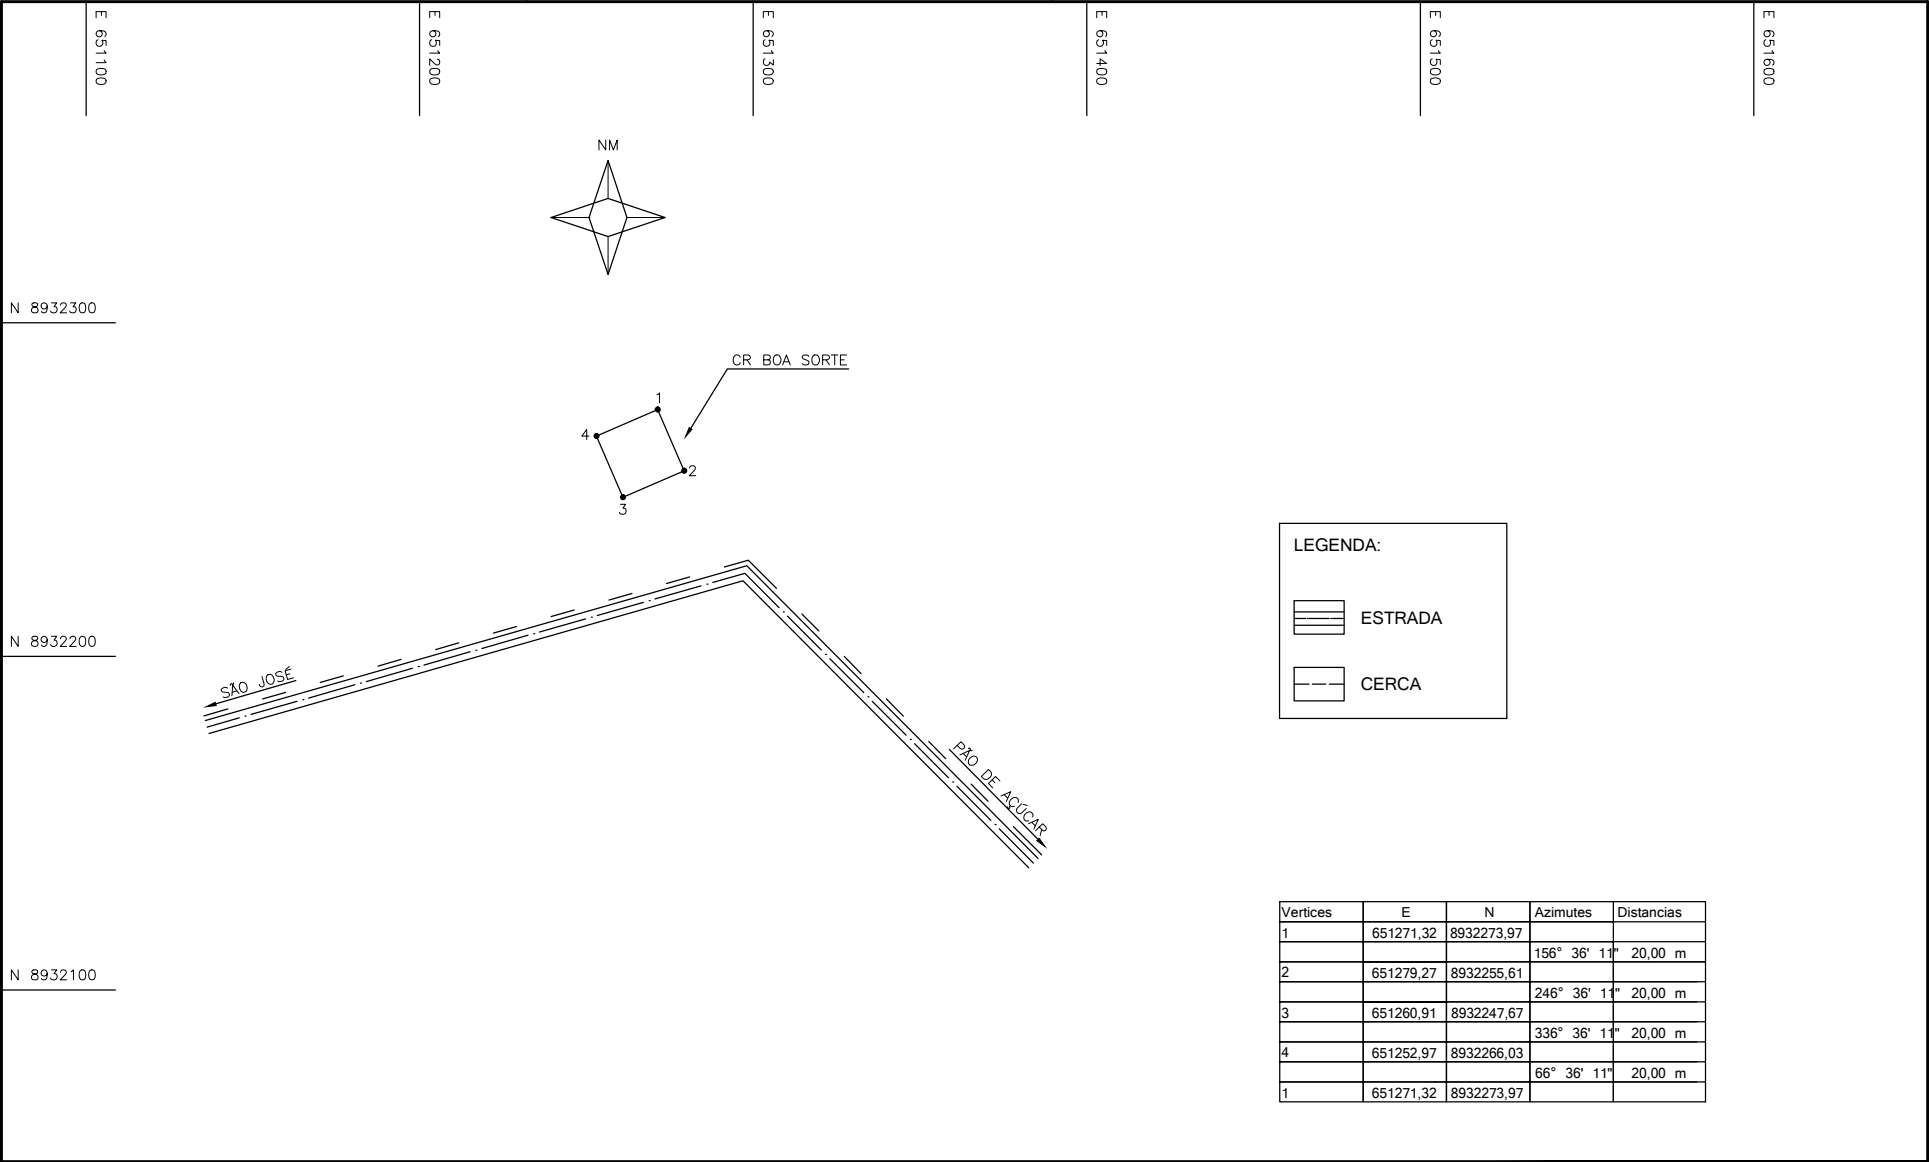 E 651100
E 651200
E 651300
E 651400
E 651500
E 651600
NM
N 8932300
CR BOA SORTE
1
4
2
3
LEGENDA:
ESTRADA
N 8932200
SÃO JOSÉ
CERCA
PÃO DE AÇÚCAR
Vertices E N Azimutes Distancias
1 651271,32 8932273,97
156° 36' 11" 20,00 m
2 651279,27 8932255,61
N 8932100
246° 36' 11" 20,00 m
3 651260,91 8932247,67
336° 36' 11" 20,00 m
4 651252,97 8932266,03
66° 36' 11" 20,00 m
1 651271,32 8932273,97